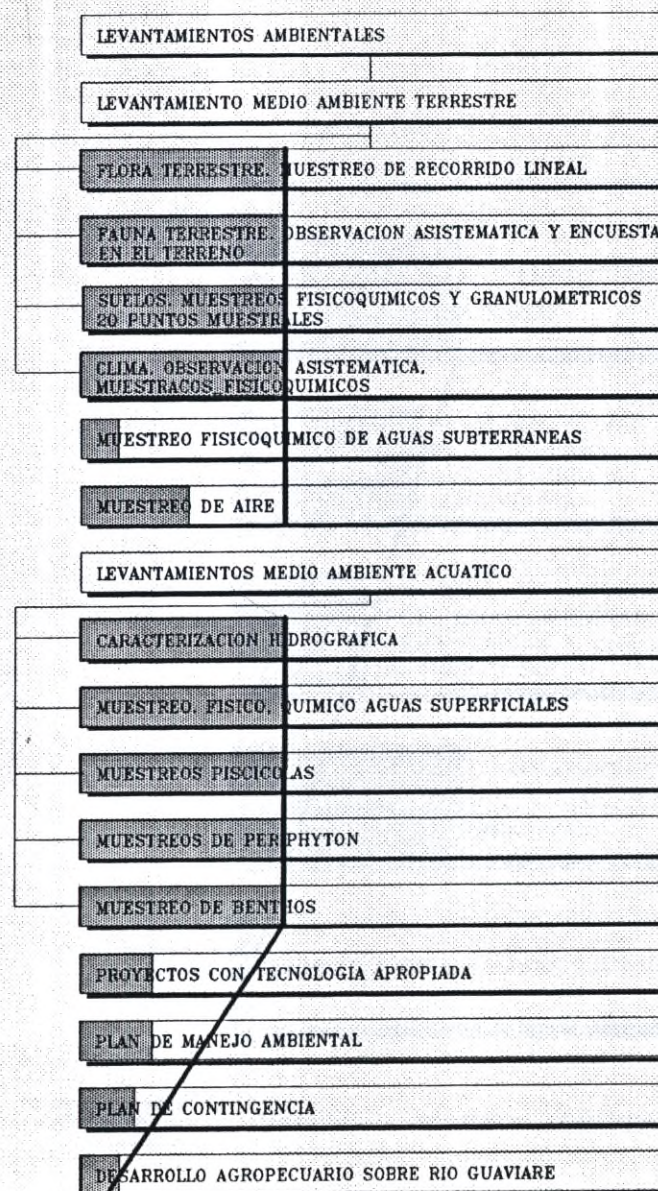 LEVANTAMIENTOS AMBIENTALES
LEVANTAMIENTO MEDIO AMBIENTE TERRESTRE
FLORA TERRESTRE. MUESTREO DE RECORRIDO LINEAL
FAUNA TERRESTRE. OBSERVACION ASISTEMATICA Y ENCUESTA
EN EL TERRENO
SUELOS. MUESTREOS FISICOQUIMICOS Y GRANULOMETRICOS
20 PUNTOS MUESTRALES
CLIMA. OBSERVACION ASISTEMATICA,
MUESTRACOS FISICOQUIMICOS
MUESTREO FISICOQUIMICO DE AGUAS SUBTERRANEAS
MUESTREO DE AIRE
LEVANTAMIENTOS MEDIO AMBIENTE ACUATICO
CARACTERIZACION HIDROGRAFICA
MUESTREO. FISICO. QUIMICO AGUAS SUPERFICIALES
MUESTREOS PISCICOLAS
MUESTREOS DE PERIPHYTON
MUESTREO DE BENTHOS
PROYECTOS CON TECNOLOGIA APROPIADA
PLAN DE MANEJO AMBIENTAL
PLAN DE CONTINGENCIA
DESARROLLO AGROPECUARIO SOBRE RIO GUAVIARE